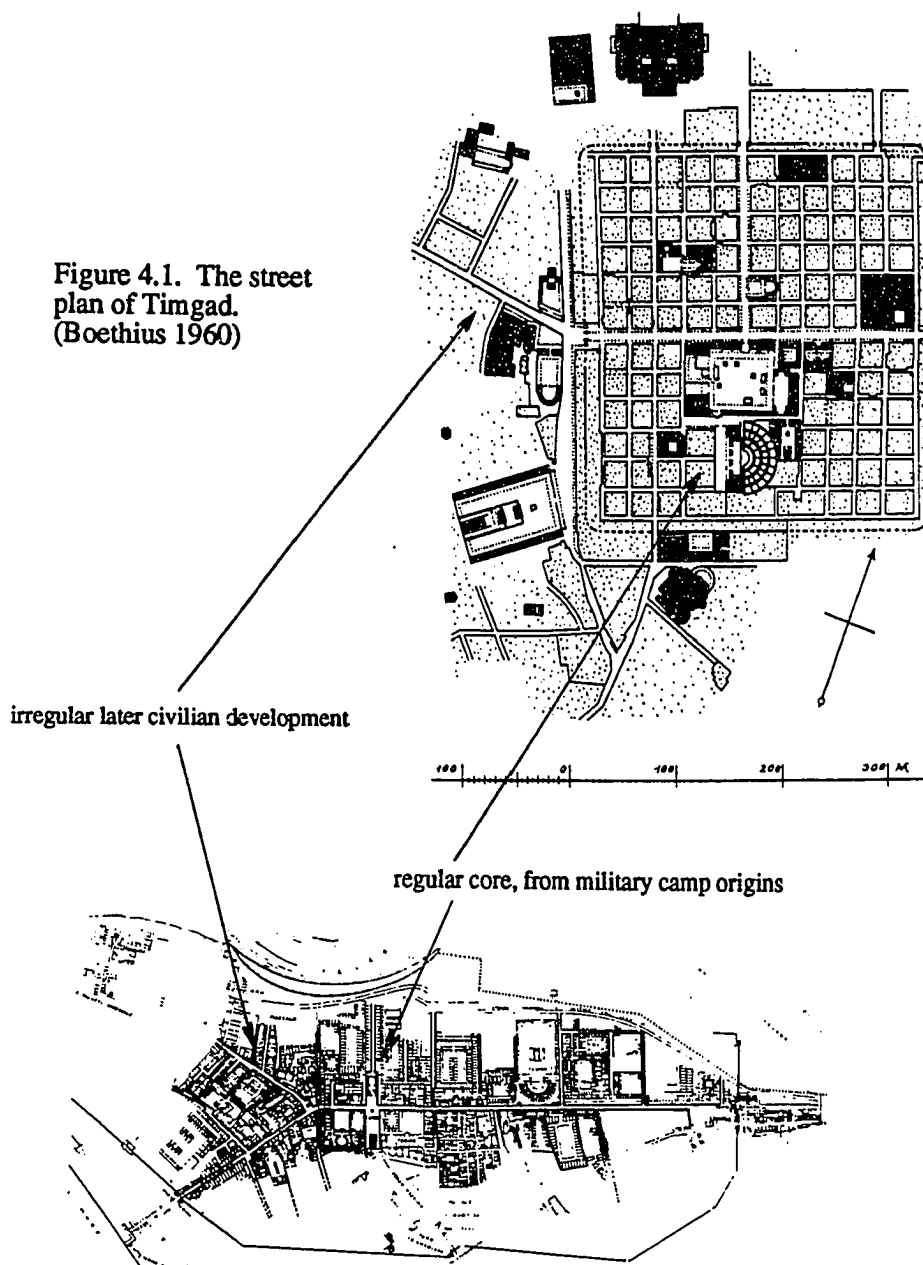 Figure 4.1. The street
plan of Timgad.
(Boethius 1960)
irregular later civilian development
100 0 100 200 300 M
regular core, from military camp origins